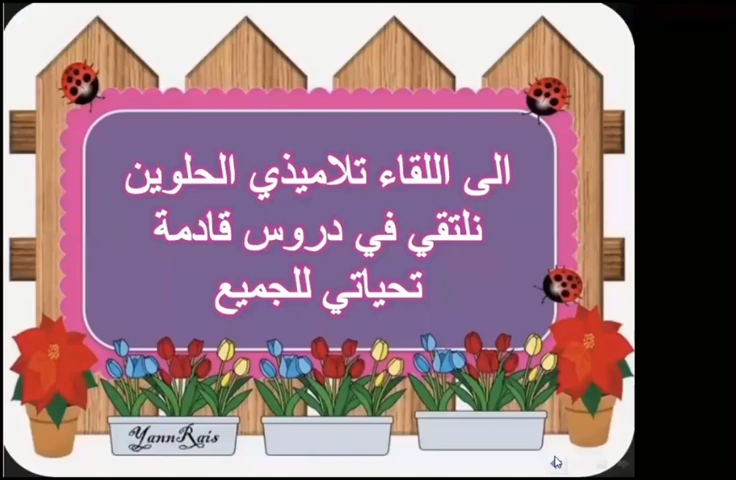 الى اللقاء تلاميذي الحلوين
نلتقي في دروس قادمة
تحياتي للجميع
YannRais